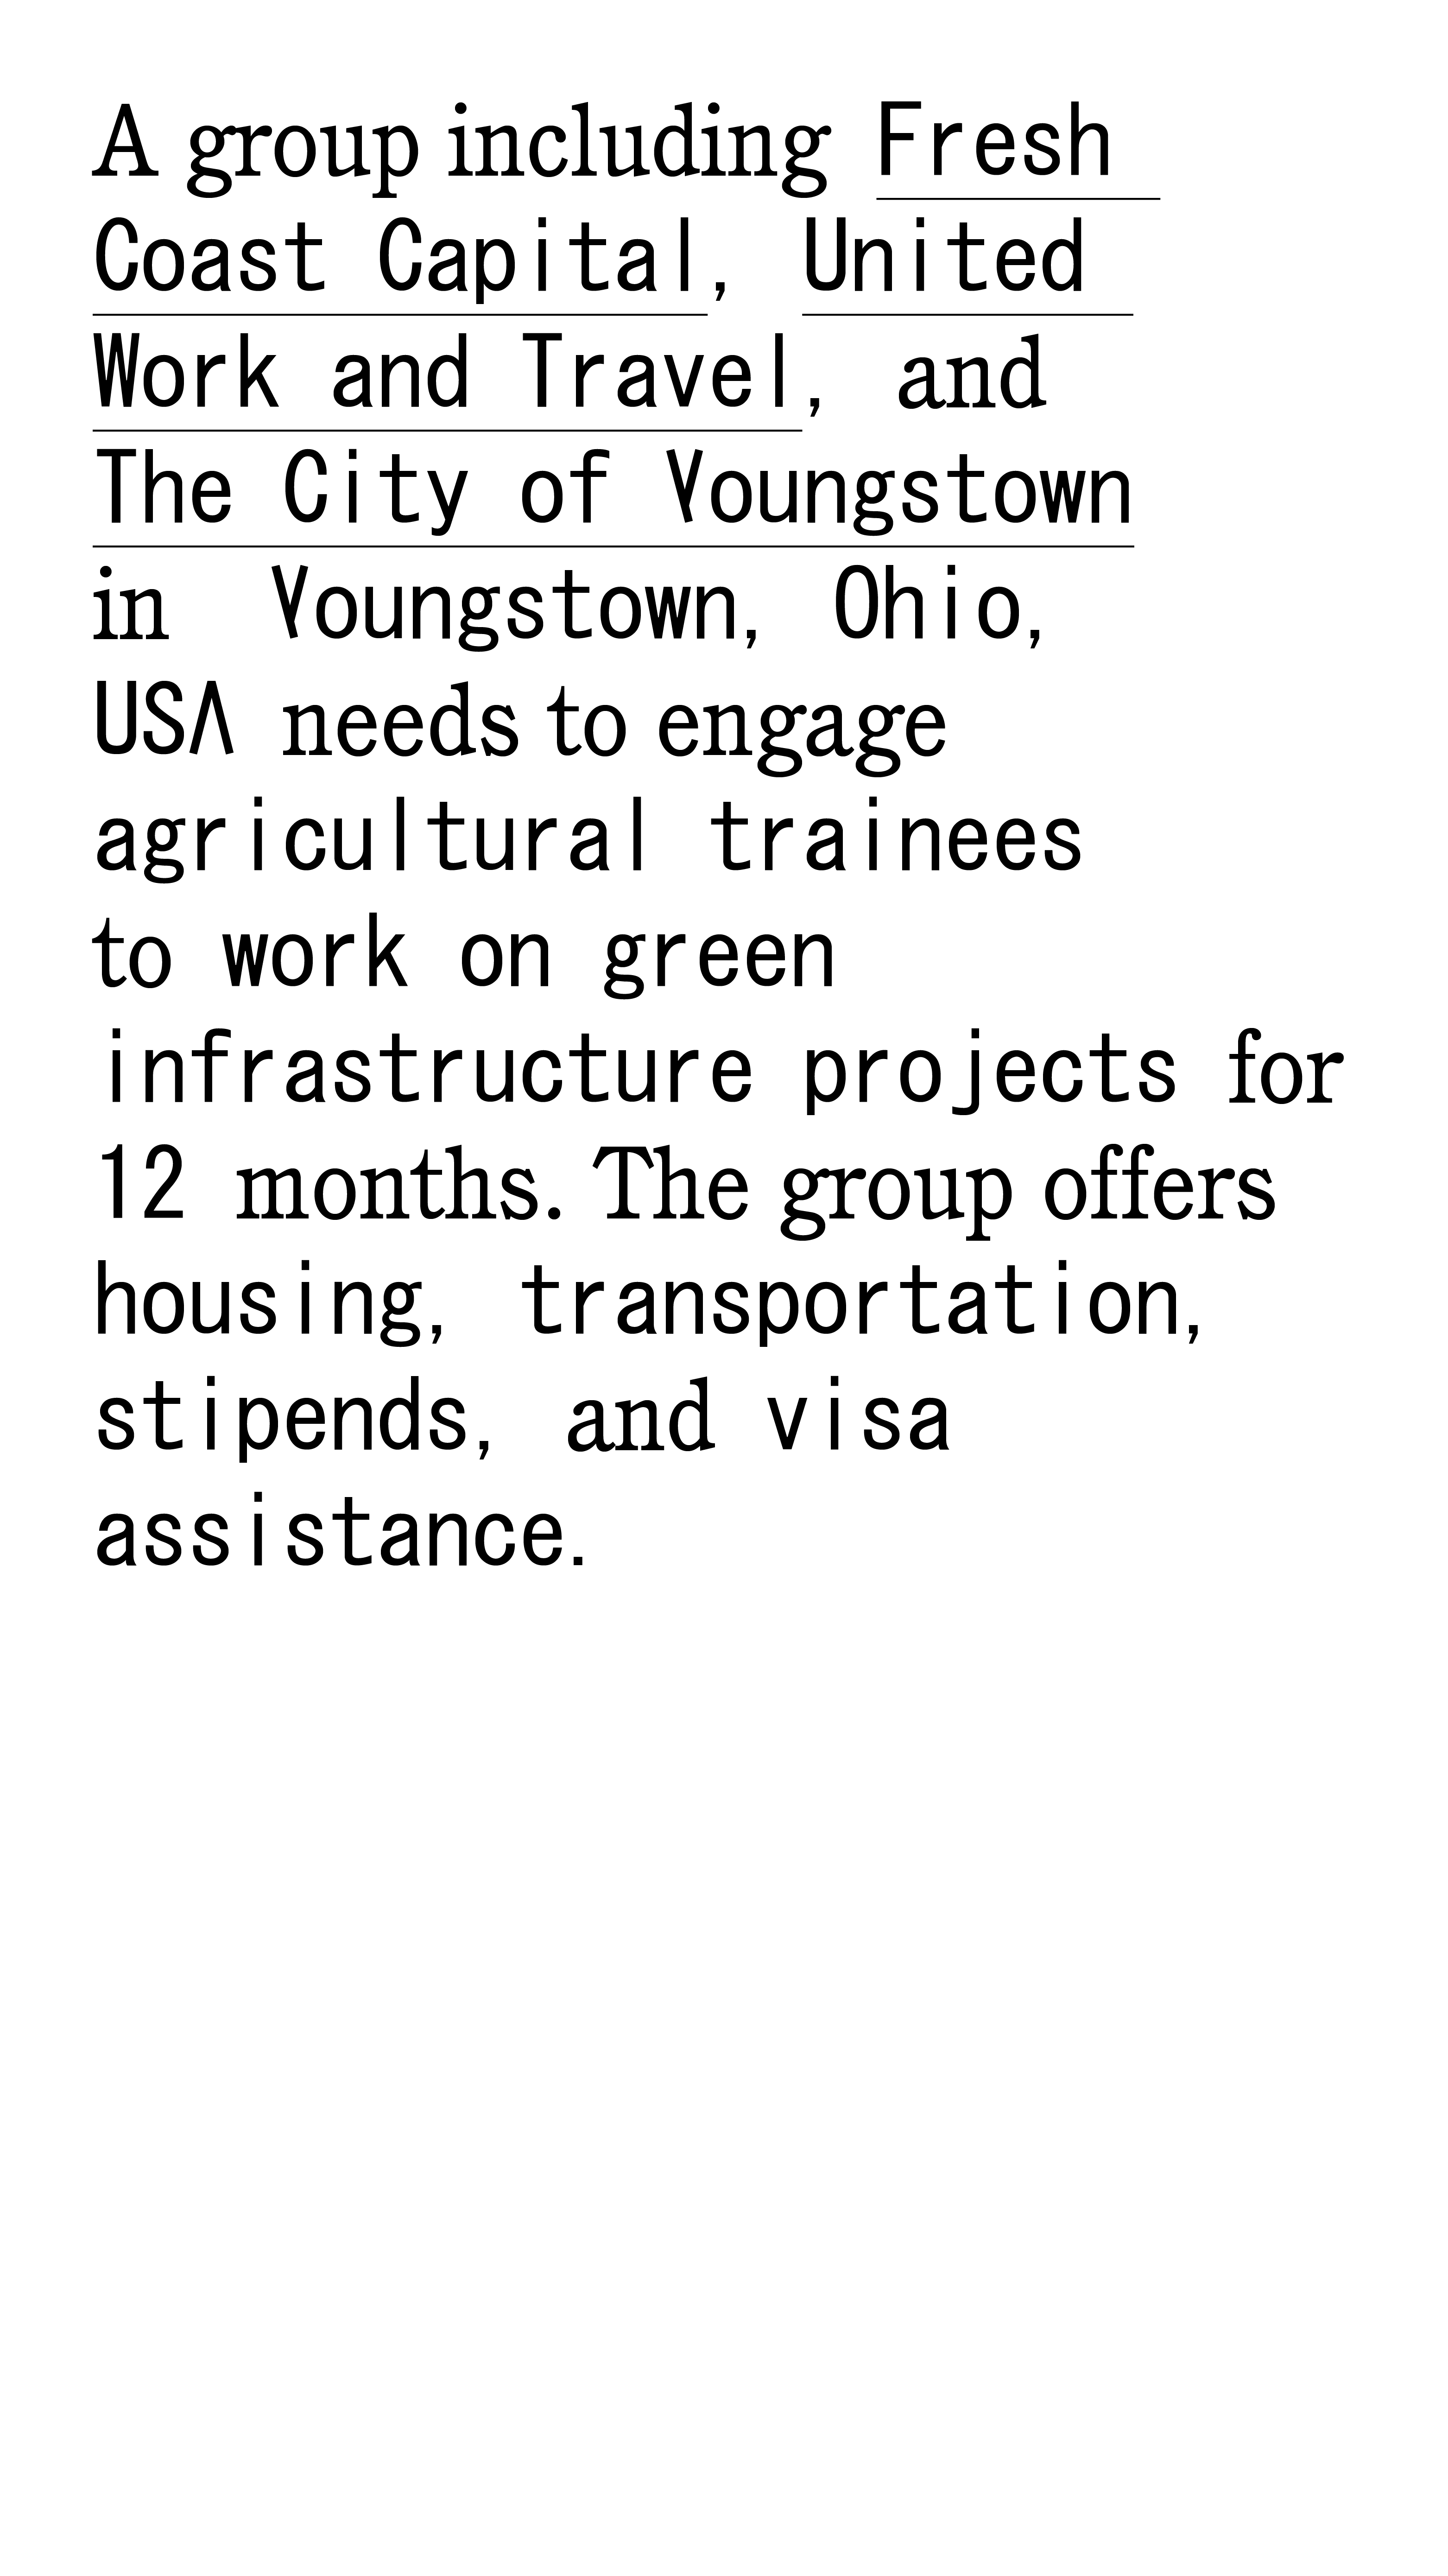 A group including Fresh
Coast Capital, United
Work and Travel, and
The City of Youngstown
in Youngstown, Ohio,
USA needs to engage
agricultural trainees
to work on green
infrastructure projects for
12 months. The group offers
housing, transportation,
stipends, and visa
assistance.